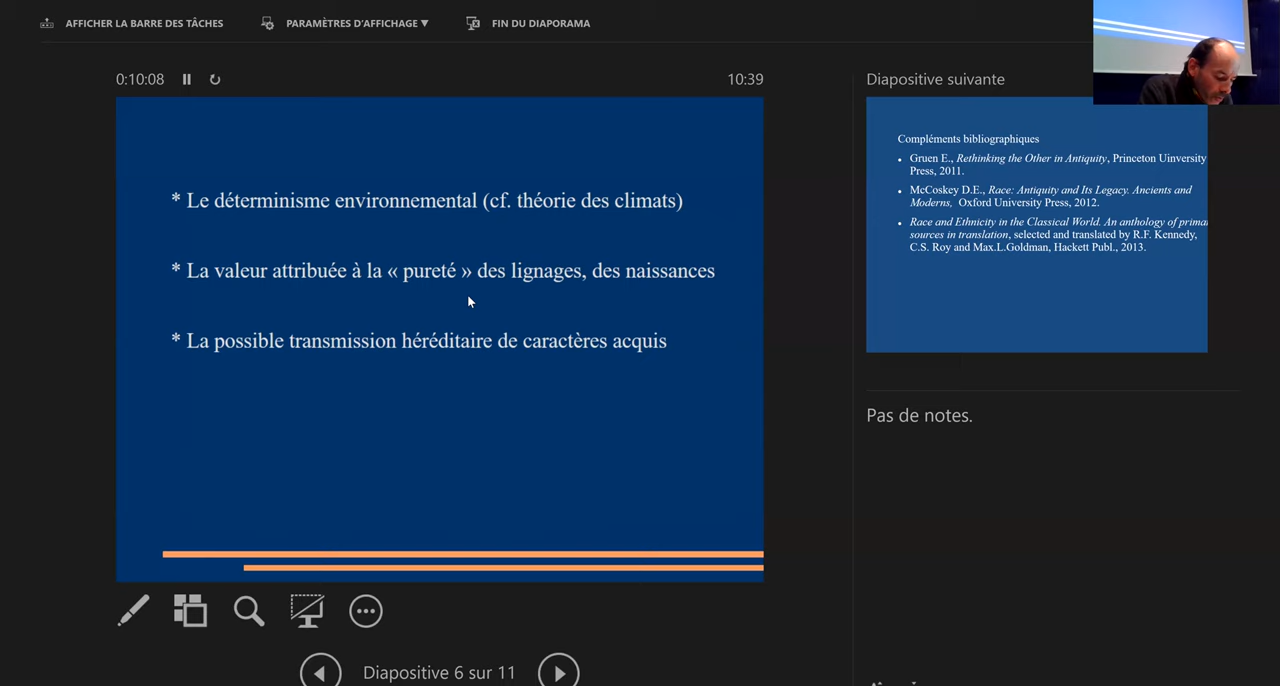 AFFICHER LA BARRE DES TÂCHES
PARAMÈTRES D'AFFICHAGE ▼
FIN DU DIAPORAMA
0:10:08
10:39
* Le déterminisme environnemental (cf. théorie des climats)
* La valeur attribuée à la « pureté » des lignages, des naissances
* La possible transmission héréditaire de caractères acquis
Diapositive 6 sur 11
Diapositive suivante
Compléments bibliographiques
• Gruen E., Rethinking the Other in Antiquity, Princeton Uinversity
Press, 2011.
• McCoskey D.E., Race: Antiquity and Its Legacy. Ancients and
Moderns, Oxford University Press, 2012.
• Race and Ethnicity in the Classical World. An anthology of primar
sources in translation, selected and translated by R.F. Kennedy,
C.S. Roy and Max.L.Goldman, Hackett Publ., 2013.
Pas de notes.